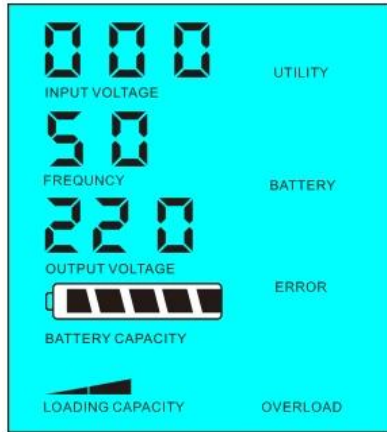 000
UTILITY
INPUT VOLTAGE
50
FREQUNCY
BATTERY
220
OUTPUT VOLTAGE
ERROR
BATTERY CAPACITY
LOADING CAPACITY
OVERLOAD